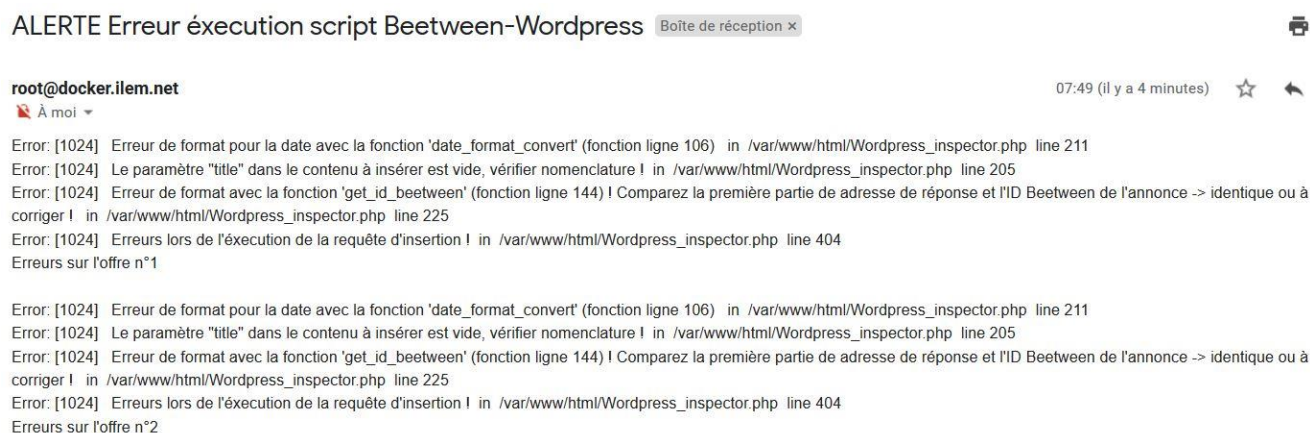 ALERTE Erreur éxecution script Beetween-Wordpress Boîte de réception ×
root@docker.ilem.net 07:49 (il y a 4 minutes)
À moi
Error: [1024] Erreur de format pour la date avec la fonction 'date_format_convert' (fonction ligne 106) in /var/www/html/Wordpress_inspector.php line 211
Error: [1024] Le paramètre "title" dans le contenu à insérer est vide, vérifier nomenclature ! in /var/www/html/Wordpress_inspector.php line 205
Error: [1024] Erreur de format avec la fonction 'get_id_beetween' (fonction ligne 144) ! Comparez la première partie de adresse de réponse et l'ID Beetween de l'annonce -> identique ou à
corriger ! in /var/www/html/Wordpress_inspector.php line 225
Error: [1024] Erreurs lors de l'éxecution de la requête d'insertion ! in /var/www/html/Wordpress_inspector.php line 404
Erreurs sur l'offre n°1
Error: [1024] Erreur de format pour la date avec la fonction 'date_format_convert' (fonction ligne 106) in /var/www/html/Wordpress_inspector.php line 211
Error: [1024] Le paramètre "title" dans le contenu à insérer est vide, vérifier nomenclature ! in /var/www/html/Wordpress_inspector.php line 205
Error: [1024] Erreur de format avec la fonction 'get_id_beetween' (fonction ligne 144) ! Comparez la première partie de adresse de réponse et l'ID Beetween de l'annonce -> identique ou à
corriger ! in /var/www/html/Wordpress_inspector.php line 225
Error: [1024] Erreurs lors de l'éxecution de la requête d'insertion ! in /var/www/html/Wordpress_inspector.php line 404
Erreurs sur l'offre n°2